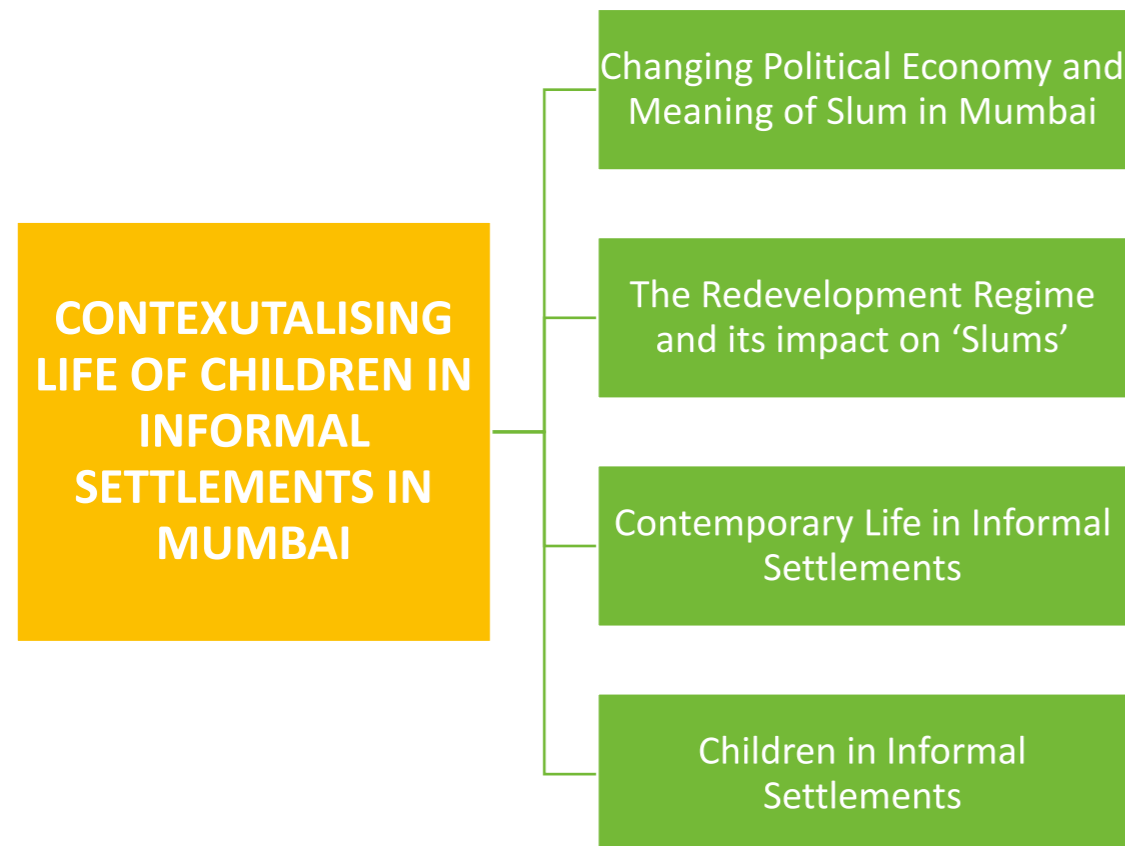 CONTEXUTALISING
LIFE OF CHILDREN IN
INFORMAL
SETTLEMENTS IN
MUMBAI
Changing Political Economy and
Meaning of Slum in Mumbai
The Redevelopment Regime
and its impact on ‘Slums’
Contemporary Life in Informal
Settlements
Children in Informal
Settlements